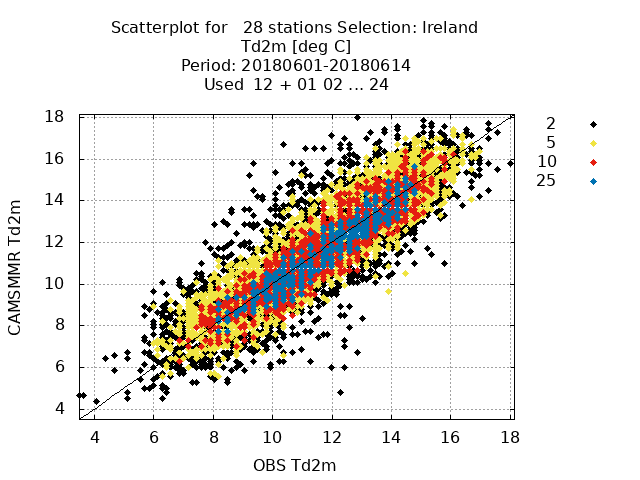 Scatterplot for   28 stations Selection: Ireland
Td2m [deg C]
Period: 20180601-20180614
Used  12 + 01 02 ... 24
18
16
14
12
10
8
6
4
CAMSMMR Td2m
4 6 8 10 12 14 16 18
OBS Td2m
2
5
10
25